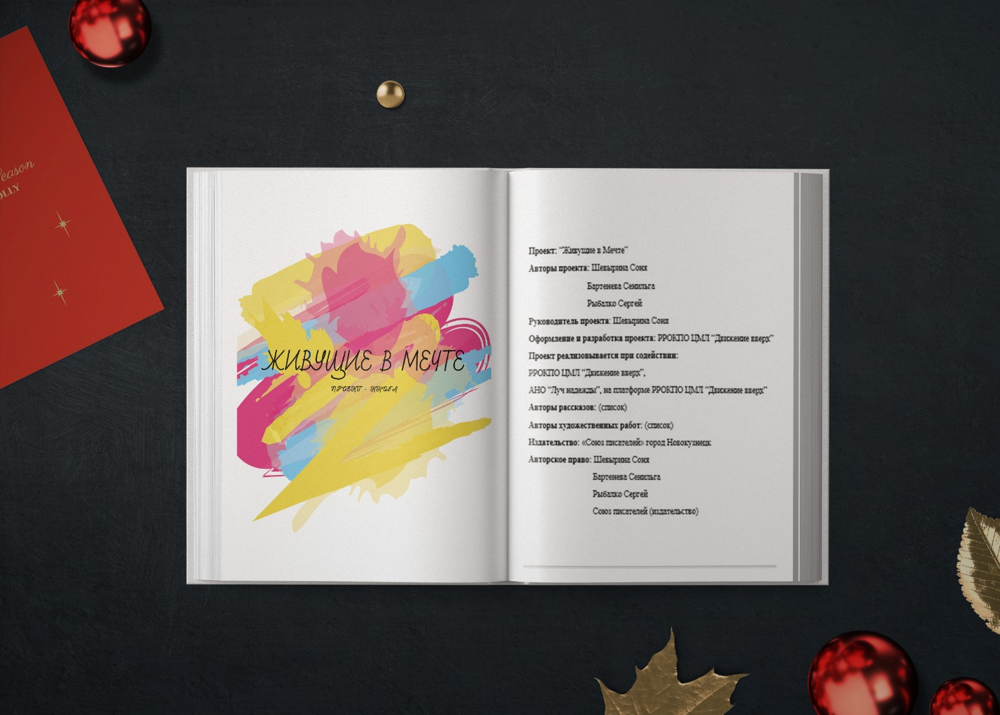 eason
OLLY
ЖИВУЩИЕ В МЕЧТЕ
ПРОЕКТ - КНИГА
Проект: “Живущие в Мечте”
Авторы проекта: Шевырина Соня
Бартенева Сенильга
Рыбалко Сергей
Руководитель проекта: Шевырина Соня
Оформление и разработка проекта: РРОКПО ЦМЛ “Движение вверх”
Проект реализовывается при содействии:
РРОКПО ЦМЛ “Движение вверх”,
АНО “Луч надежды”, на платформе РРОКПО ЦМЛ “Движение вверх”
Авторы рассказов: (список)
Авторы художественных работ: (список)
Издательство: «Союз писателей» город Новокузнецк
Авторское право: Шевырина Соня
Бартенева Сенильга
Рыбалко Сергей
Союз писателей (издательство)